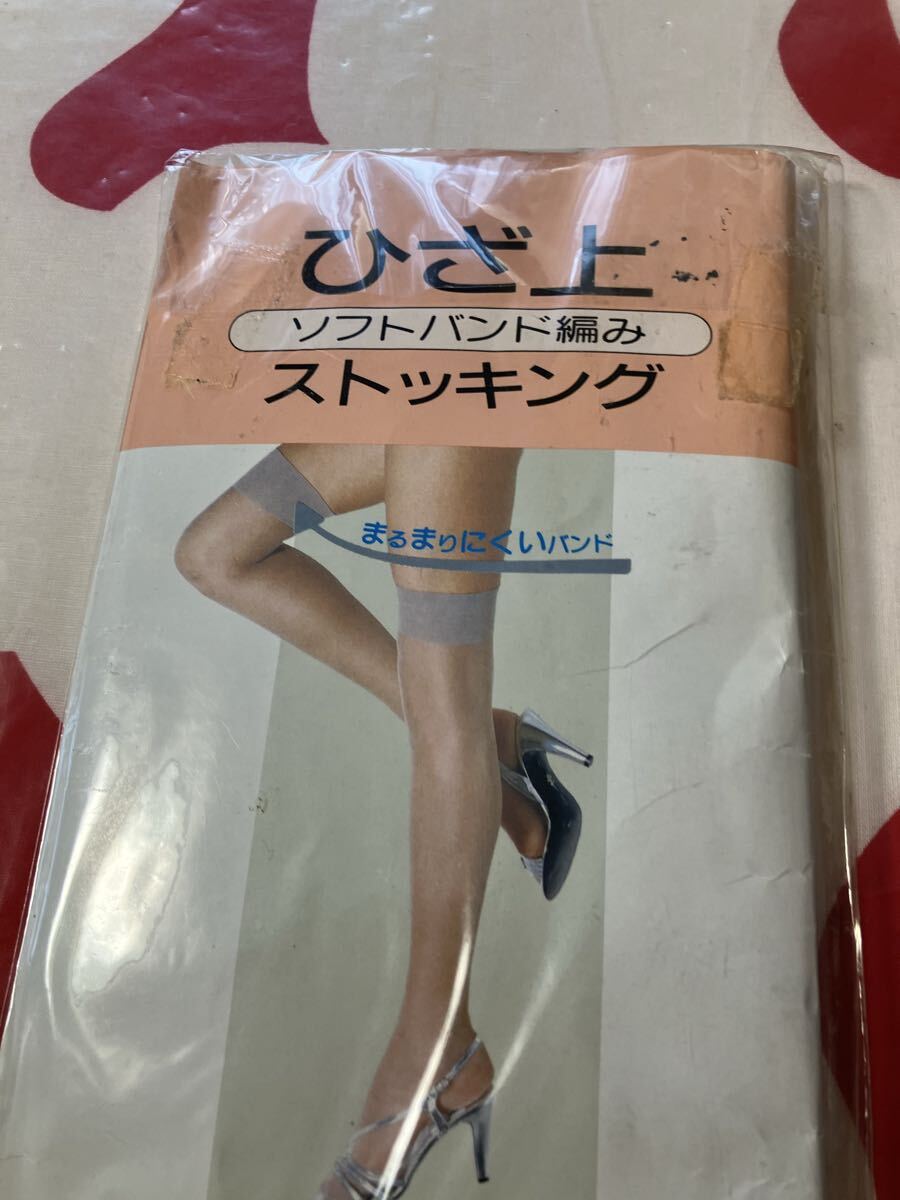 ひざ上
ソフトバンド編み
ストッキング
まるまりにくいバンド